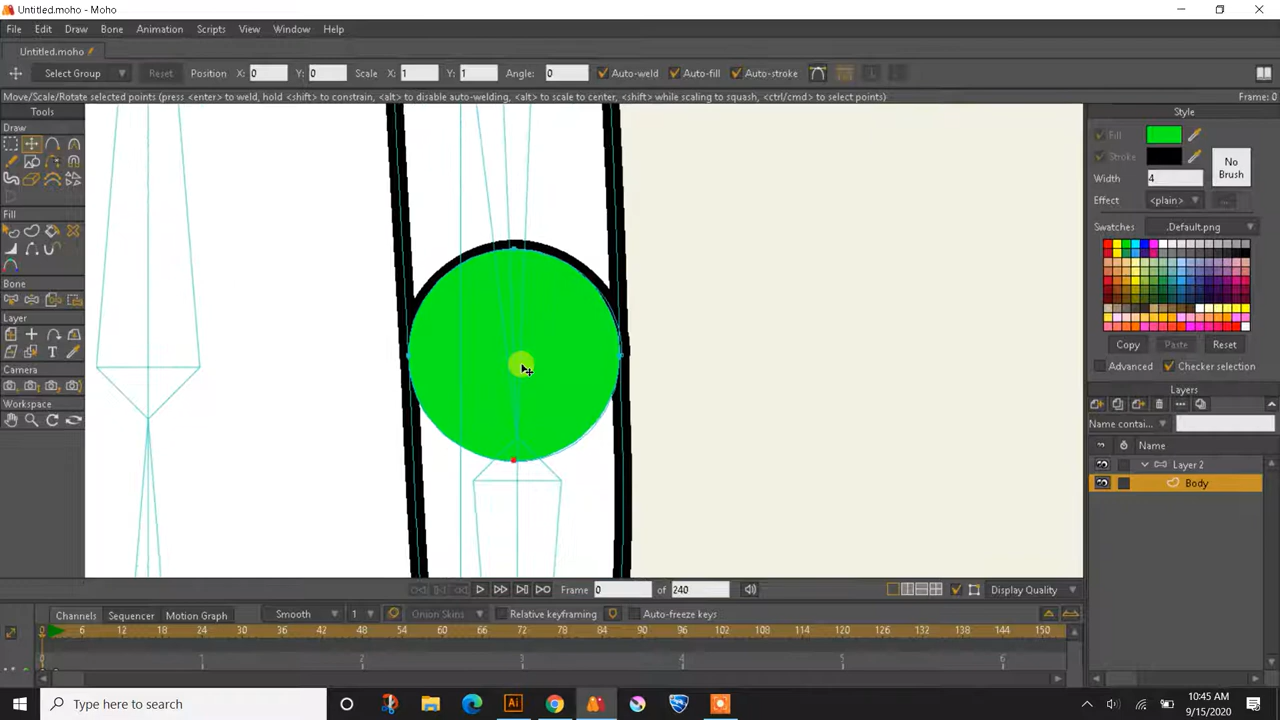 Untitled.moho - Moho
File Edit Draw Bone Animation Scripts Layer View Window Help
Untitled.moho
Select Group Reset Position X: 0 Y: 0 Scale X: 1 Y: 1 Angle: 0 Auto-weld Auto-fill Auto-stroke
Move/Scale/Rotate selected points (press <enter> to weld, hold <shift> to constrain, <alt> to disable auto-welding, <alt> to scale to center, <shift> while scaling to squash, <ctrl/cmd> to select points) Frame: 0
Tools
Draw
Fill
Bone
Layer
Camera
Workspace
Style
Fill
Stroke
No Brush
Width 4
Effect <plain> ...
Swatches .Default.png
Copy Paste Reset
Advanced Checker selection
Layers
Name contai...
Name
Layer 2
Body
Frame 0 of 240 Display Quality
Channels Sequencer Motion Graph Smooth 1 Onion Skins Relative keyframing Auto-freeze keys
0 6 12 18 24 30 36 42 48 54 60 66 72 78 84 90 96 102 108 114 120 126 132 138 144 150
0 1 2 3 4 5 6
Type here to search
10:45 AM
9/15/2020